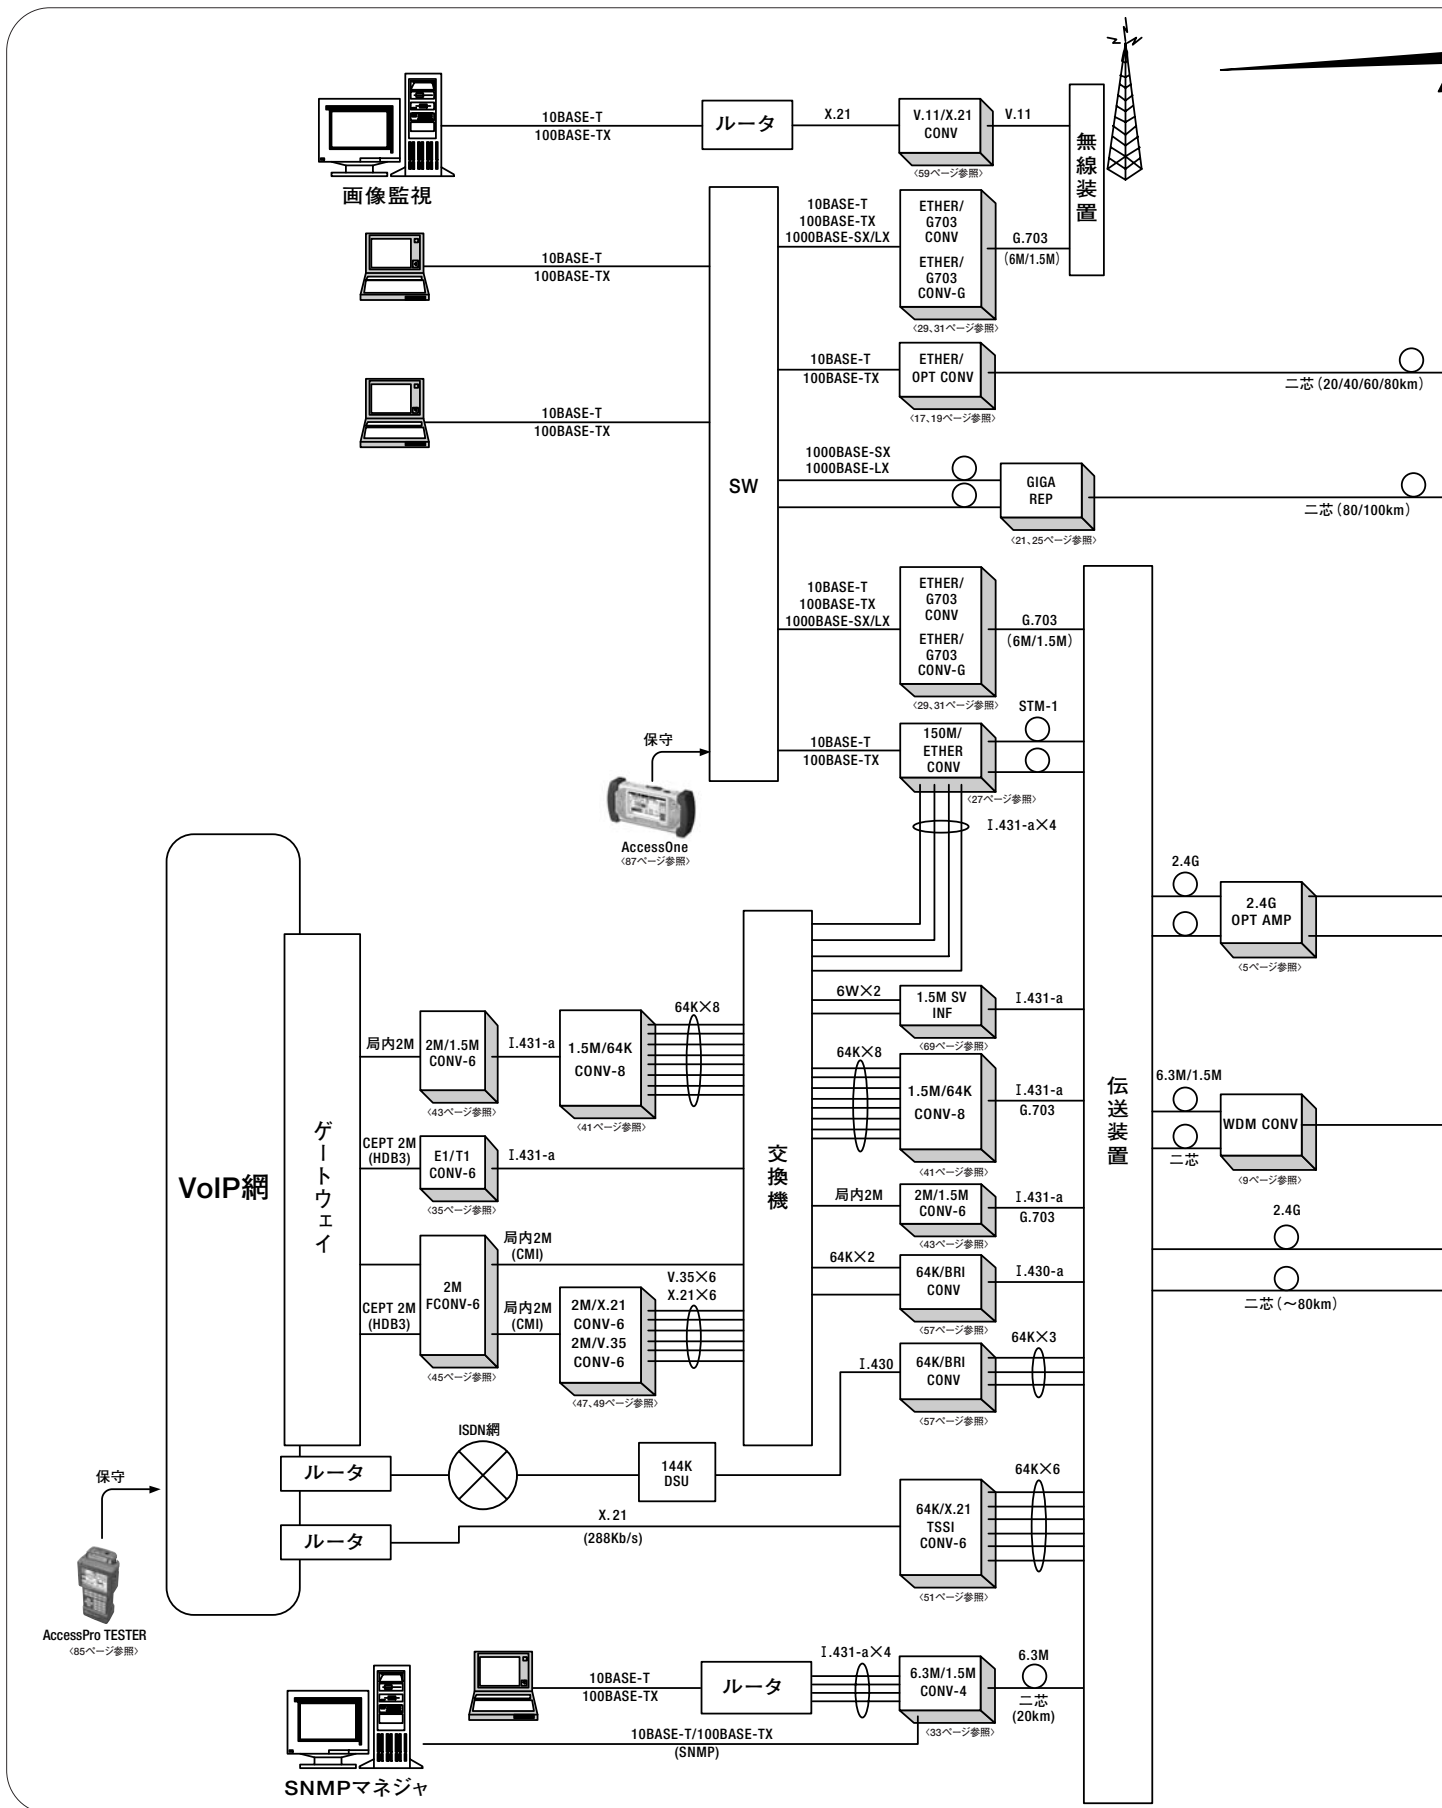 10BASE-T
100BASE-TX
ルータ
X.21
V.11/X.21
CONV
〈59ページ参照〉
V.11
無線装置
画像監視
10BASE-T
100BASE-TX
10BASE-T
100BASE-TX
1000BASE-SX/LX
ETHER/
G703
CONV
ETHER/
G703
CONV-G
〈29、31ページ参照〉
G.703
(6M/1.5M)
10BASE-T
100BASE-TX
ETHER/
OPT CONV
〈17、19ページ参照〉
二芯(20/40/60/80km)
10BASE-T
100BASE-TX
SW
1000BASE-SX
1000BASE-LX
GIGA
REP
〈21、25ページ参照〉
二芯(80/100km)
10BASE-T
100BASE-TX
1000BASE-SX/LX
ETHER/
G703
CONV
ETHER/
G703
CONV-G
〈29、31ページ参照〉
G.703
(6M/1.5M)
保守
AccessOne
〈87ページ参照〉
10BASE-T
100BASE-TX
150M/
ETHER
CONV
〈27ページ参照〉
STM-1
I.431-a×4
伝送装置
2.4G
2.4G
OPT AMP
〈5ページ参照〉
VoIP網
ゲートウェイ
局内2M
2M/1.5M
CONV-6
〈43ページ参照〉
I.431-a
1.5M/64K
CONV-8
〈41ページ参照〉
64K×8
交換機
6W×2
1.5M SV
INF
〈69ページ参照〉
I.431-a
64K×8
1.5M/64K
CONV-8
〈41ページ参照〉
I.431-a
G.703
6.3M/1.5M
二芯
WDM CONV
〈9ページ参照〉
CEPT 2M
(HDB3)
E1/T1
CONV-6
〈35ページ参照〉
I.431-a
局内2M
2M/1.5M
CONV-6
〈43ページ参照〉
I.431-a
G.703
2.4G
二芯(〜80km)
2M
FCONV-6
〈45ページ参照〉
局内2M
(CMI)
CEPT 2M
(HDB3)
局内2M
(CMI)
2M/X.21
CONV-6
2M/V.35
CONV-6
〈47、49ページ参照〉
V.35×6
X.21×6
64K×2
64K/BRI
CONV
〈57ページ参照〉
I.430-a
I.430
64K/BRI
CONV
〈57ページ参照〉
64K×3
ルータ
ISDN網
144K
DSU
ルータ
X.21
(288Kb/s)
64K/X.21
TSSI
CONV-6
〈51ページ参照〉
64K×6
保守
AccessPro TESTER
〈85ページ参照〉
10BASE-T
100BASE-TX
ルータ
I.431-a×4
6.3M/1.5M
CONV-4
〈33ページ参照〉
6.3M
二芯
(20km)
10BASE-T/100BASE-TX
(SNMP)
SNMPマネジャ